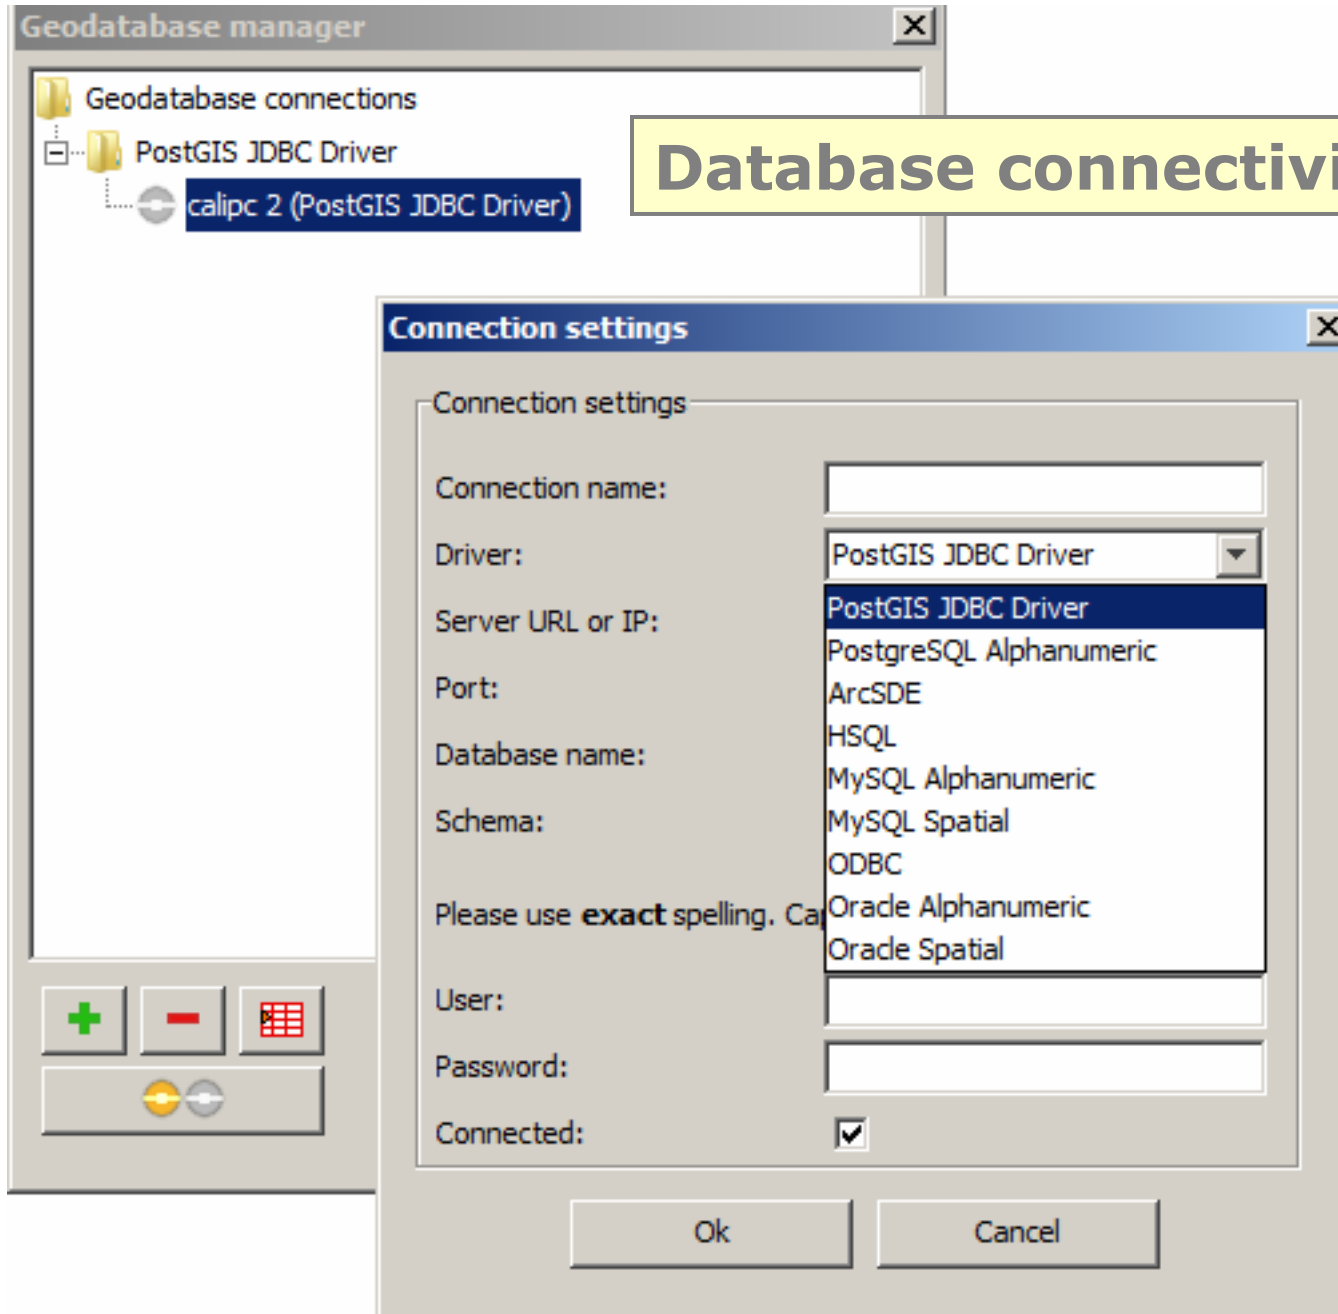 Geodatabase manager
Geodatabase connections
PostGIS JDBC Driver
calipc 2 (PostGIS JDBC Driver)
Database
Connection settings
Connection settings
Connection name:
Driver:
PostGIS JDBC Driver
PostGIS JDBC Driver
Server URL or IP:
PostgreSQL Alphanumeric
Port:
ArcSDE
HSQL
Database name:
MySQL Alphanumeric
Schema:
MySQL Spatial
ODBC
Please use exact spelling.
Oracle Alphanumeric
Oracle Spatial
User:
Password:
Connected:
Ok
Cancel